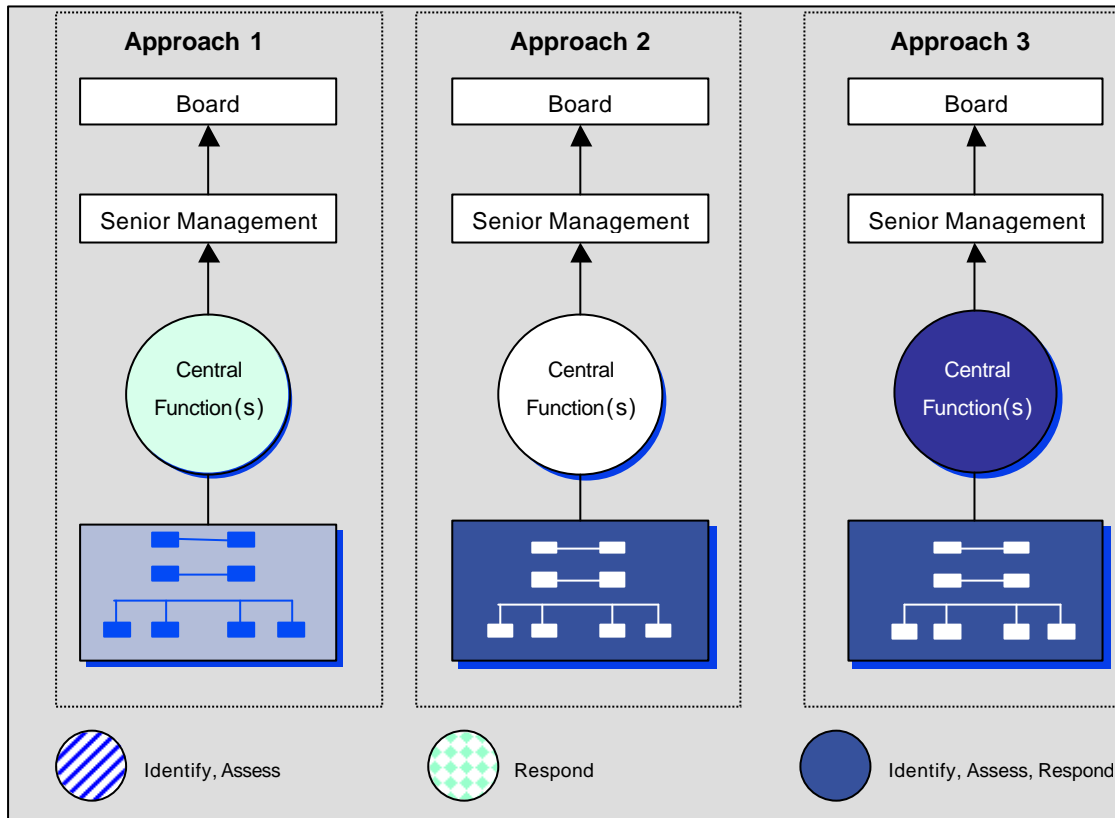 Approach 1
Board
Senior Management
Central
Function(s)
Approach 2
Board
Senior Management
Central
Function(s)
Approach 3
Board
Senior Management
Central
Function(s)
Identify, Assess
Respond
Identify, Assess, Respond